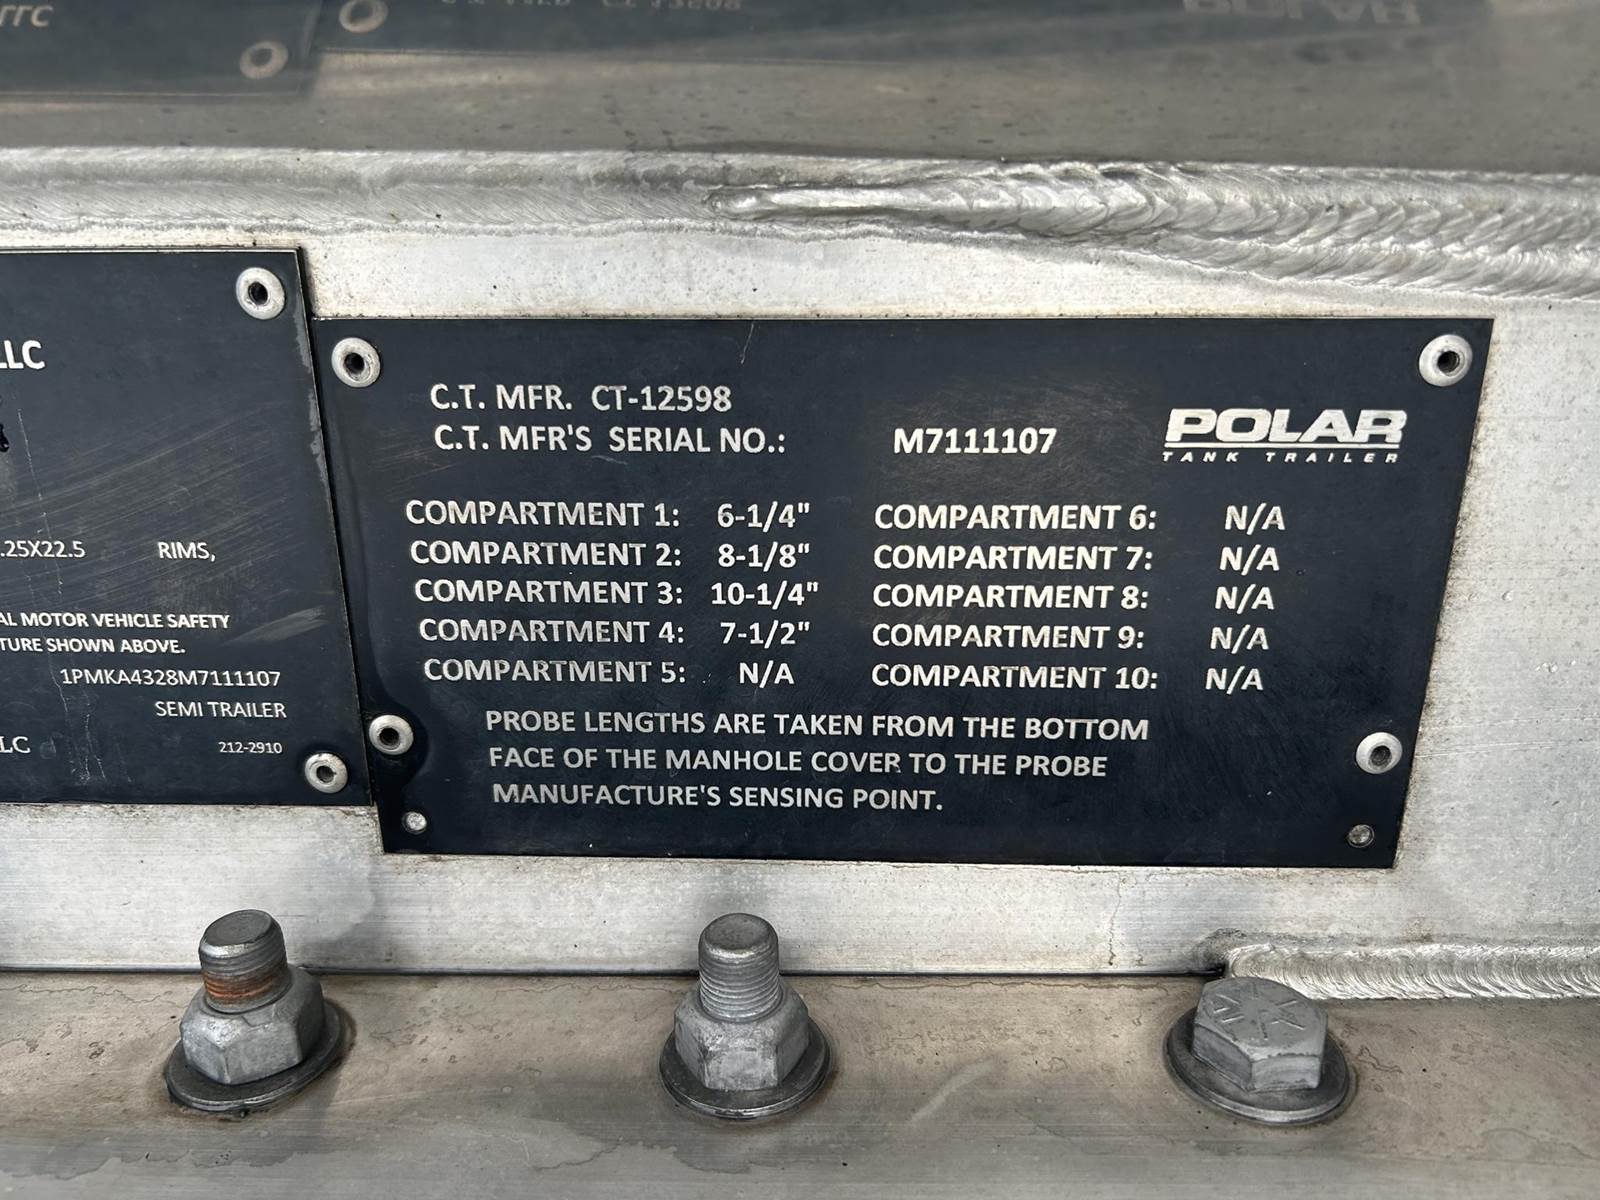 LLC
.25X22.5 RIMS,
AL MOTOR VEHICLE SAFETY
TURE SHOWN ABOVE.
1PMKA4328M7111107
SEMI TRAILER
LC 212-2910
C.T. MFR. CT-12598
C.T. MFR'S SERIAL NO.: M7111107
POLAR
TANK TRAILER
COMPARTMENT 1: 6-1/4" COMPARTMENT 6: N/A
COMPARTMENT 2: 8-1/8" COMPARTMENT 7: N/A
COMPARTMENT 3: 10-1/4" COMPARTMENT 8: N/A
COMPARTMENT 4: 7-1/2" COMPARTMENT 9: N/A
COMPARTMENT 5: N/A COMPARTMENT 10: N/A
PROBE LENGTHS ARE TAKEN FROM THE BOTTOM
FACE OF THE MANHOLE COVER TO THE PROBE
MANUFACTURE'S SENSING POINT.